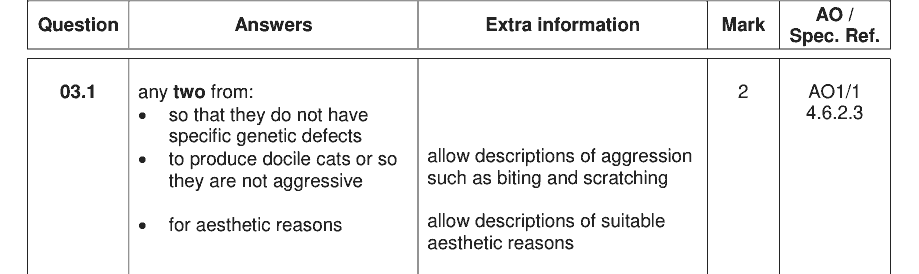 Question Answers Extra information Mark AO /
Spec. Ref.
03.1 any two from: 2 AO1/1
• so that they do not have 4.6.2.3
specific genetic defects
• to produce docile cats or so allow descriptions of aggression
they are not aggressive such as biting and scratching
• for aesthetic reasons allow descriptions of suitable
aesthetic reasons